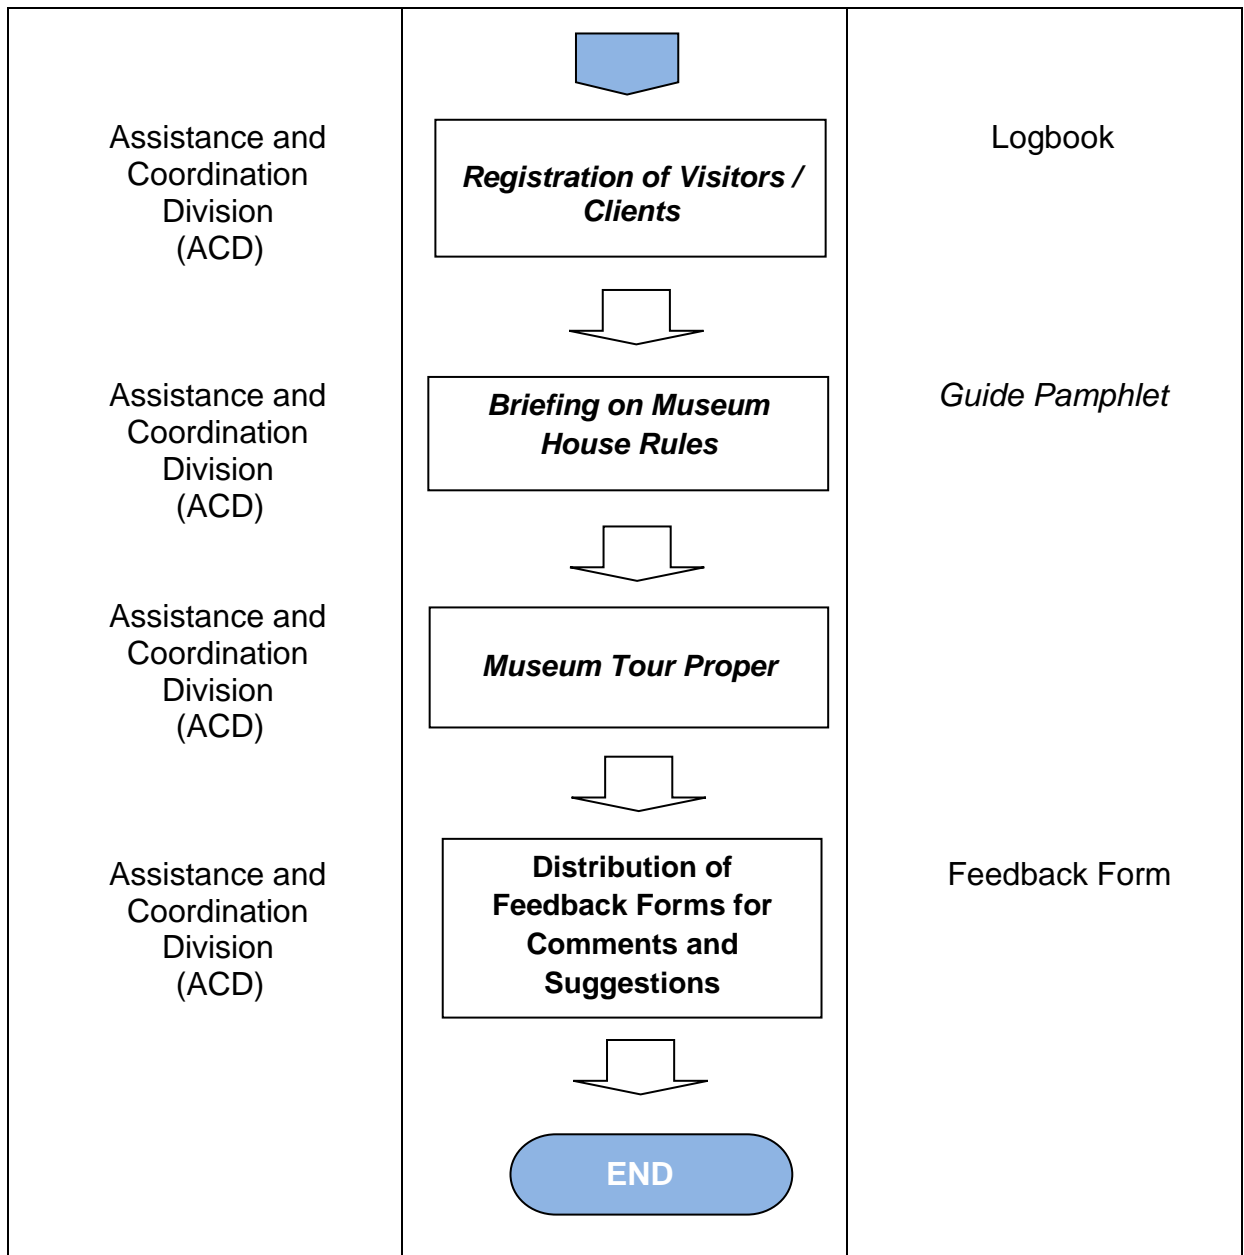 Assistance and
Coordination
Division
(ACD)
Registration of Visitors /
Clients
Logbook
Assistance and
Coordination
Division
(ACD)
Briefing on Museum
House Rules
Guide Pamphlet
Assistance and
Coordination
Division
(ACD)
Museum Tour Proper
Assistance and
Coordination
Division
(ACD)
Distribution of
Feedback Forms for
Comments and
Suggestions
Feedback Form
END